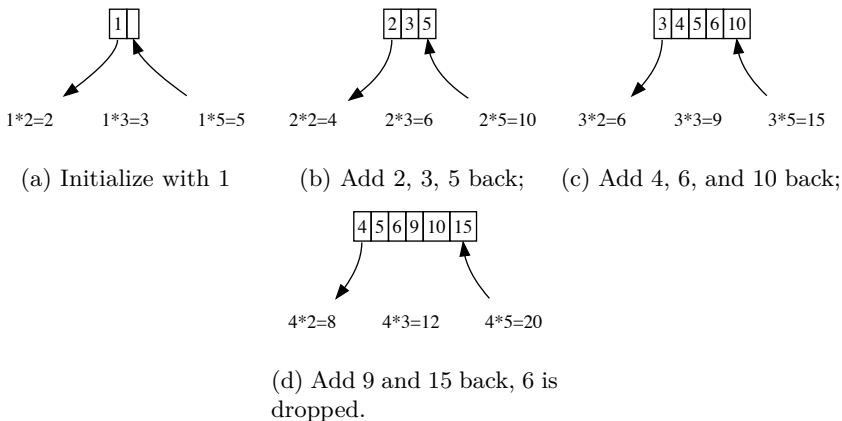 1
2 3 5
3 4 5 6 10
1*2=2 1*3=3 1*5=5
2*2=4 2*3=6 2*5=10
3*2=6 3*3=9 3*5=15
(a) Initialize with 1
(b) Add 2, 3, 5 back;
(c) Add 4, 6, and 10 back;
4 5 6 9 10 15
4*2=8 4*3=12 4*5=20
(d) Add 9 and 15 back, 6 is
dropped.